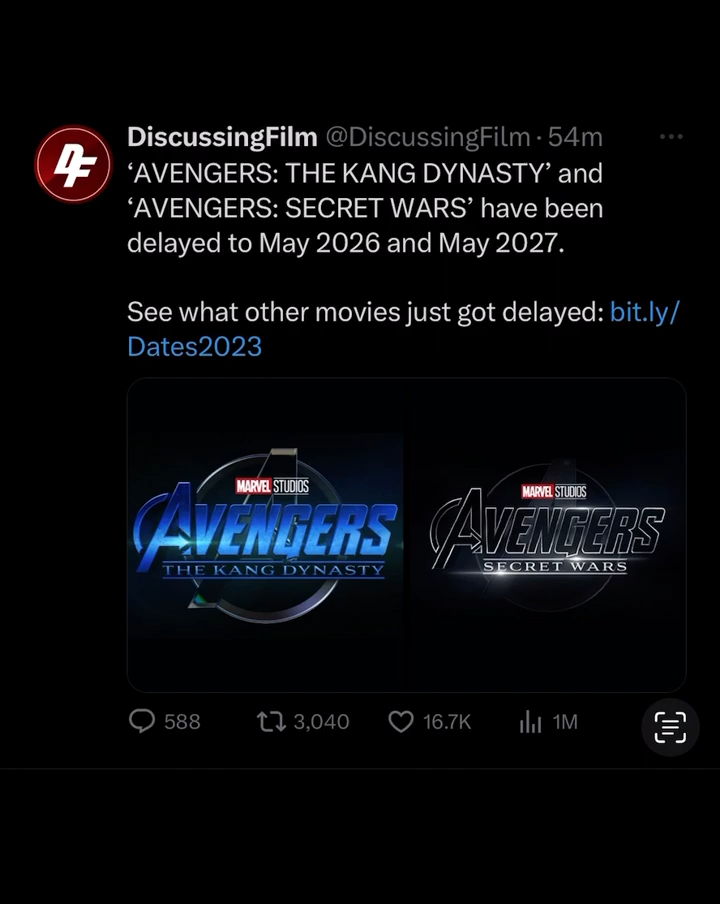 DiscussingFilm @DiscussingFilm · 54m ···
‘AVENGERS: THE KANG DYNASTY’ and
‘AVENGERS: SECRET WARS’ have been
delayed to May 2026 and May 2027.
See what other movies just got delayed: bit.ly/
Dates2023
DF
MARVEL STUDIOS
AVENGERS
THE KANG DYNASTY
MARVEL STUDIOS
AVENGERS
SECRET WARS
588 3,040 16.7K 1M